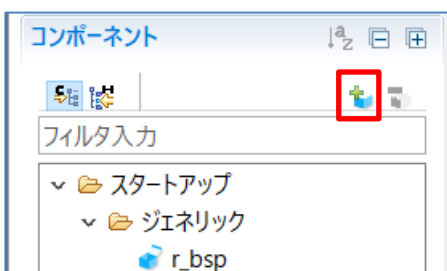 コンポーネント
フィルタ入力
スタートアップ
ジェネリック
r_bsp